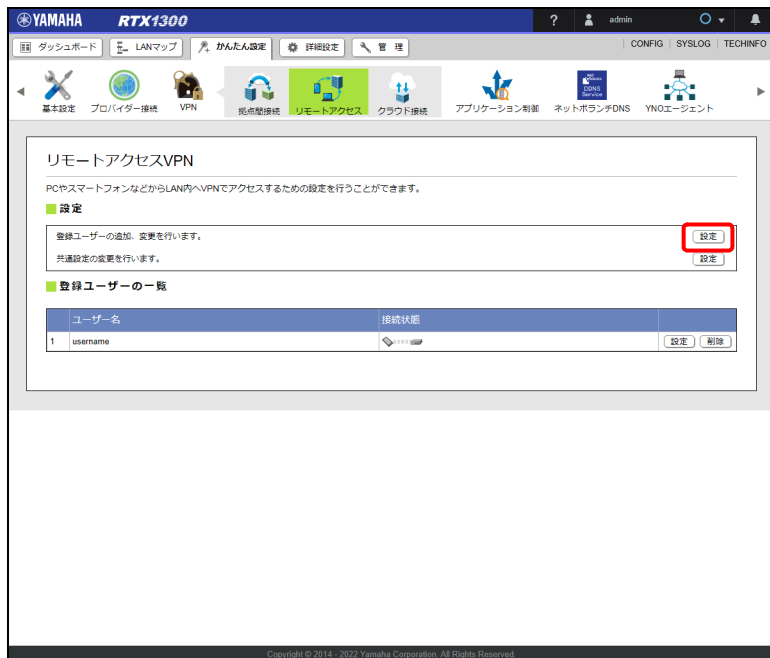 YAMAHA RTX1300 ? admin
ダッシュボード LANマップ かんたん設定 詳細設定 管 理 CONFIG SYSLOG TECHINFO
基本設定 プロバイダー接続 VPN 拠点間接続 リモートアクセス クラウド接続 アプリケーション制御 ネットボランチDNS YNOエージェント
DDNS
Service
リモートアクセスVPN
PCやスマートフォンなどからLAN内へVPNでアクセスするための設定を行うことができます。
設定
登録ユーザーの追加、変更を行います。 設定
共通設定の変更を行います。 設定
登録ユーザーの一覧
ユーザー名 接続状態
1 username 設定 削除
Copyright © 2014 - 2022 Yamaha Corporation. All Rights Reserved.